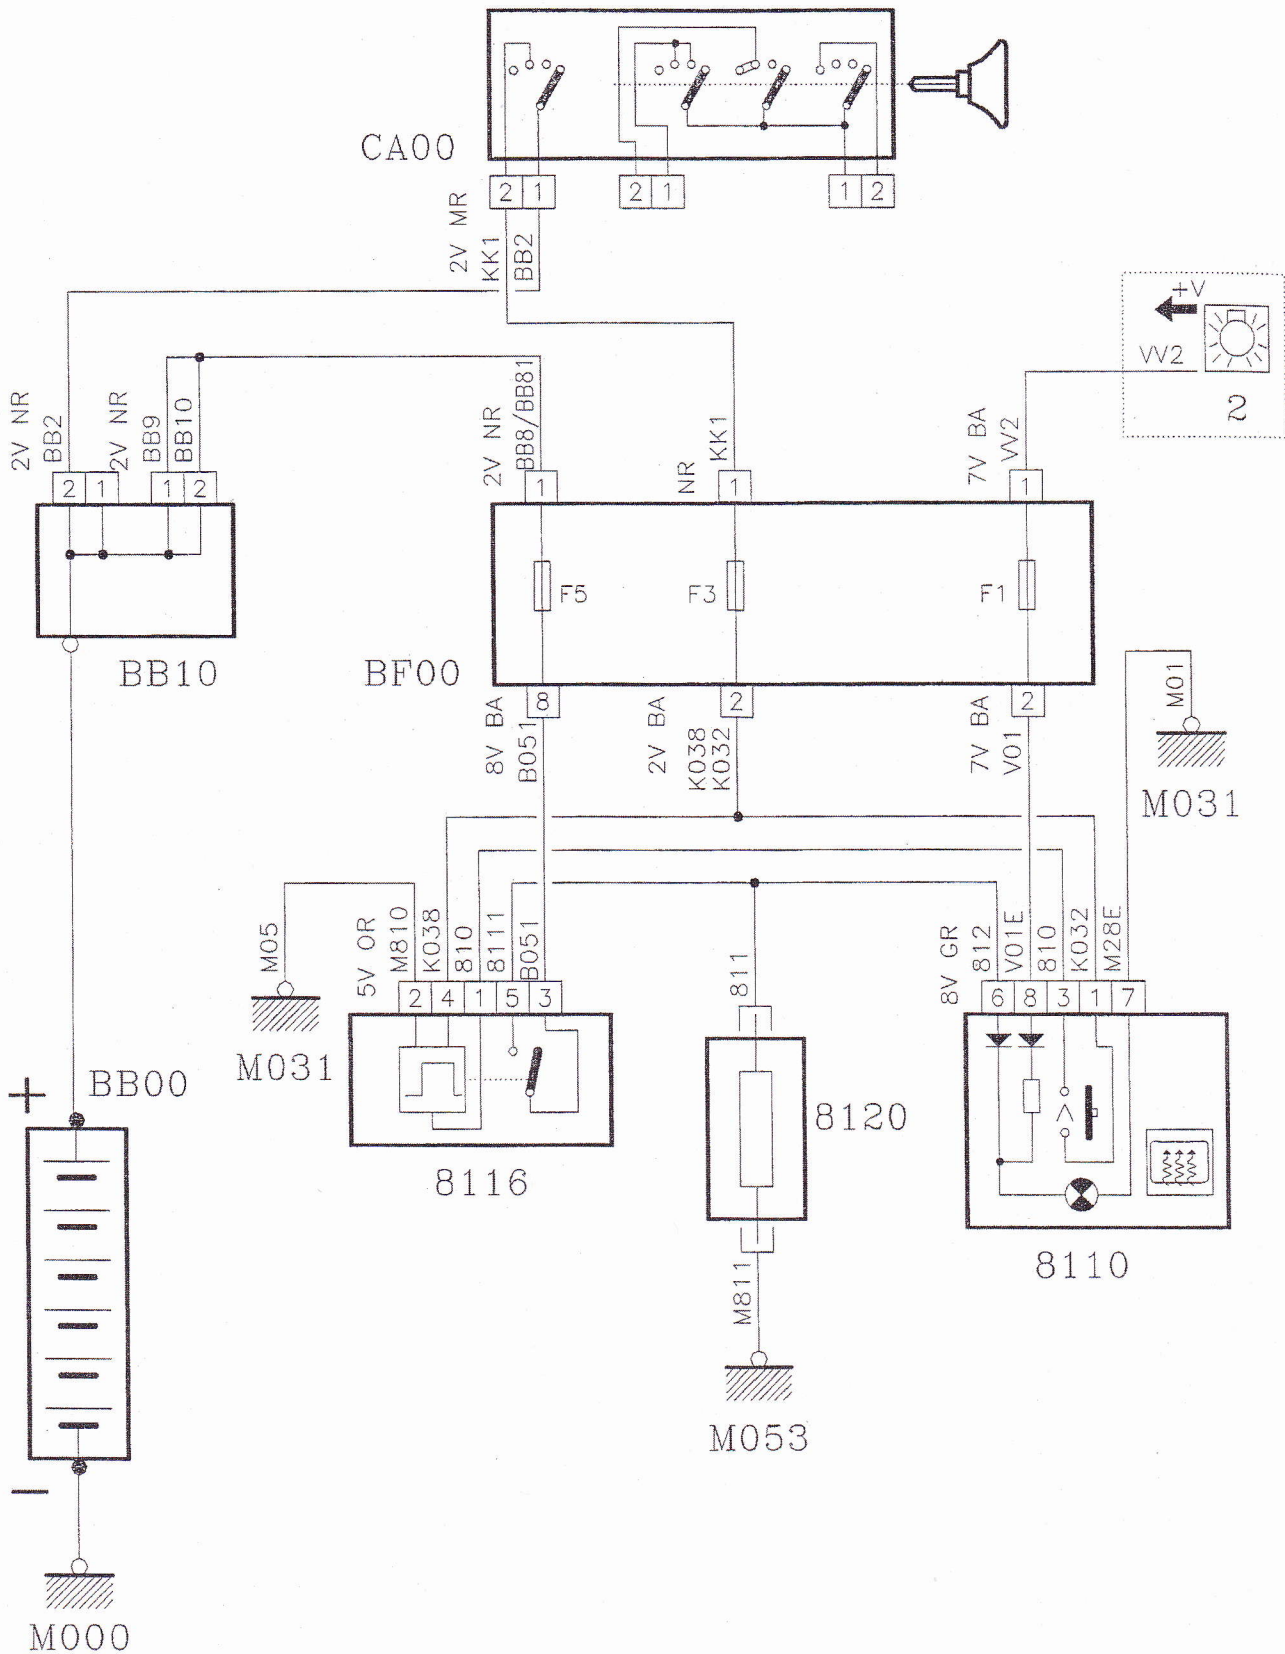 CA00
2 1
2 1
1 2
2V MR
KK1
BB2
+V
VV2
2
2V NR
BB2
2V NR
BB9
BB10
2V NR
BB8/BB81
NR
KK1
7V BA
VV2
2 1
1 2
1
1
1
F5
F3
F1
BB10
BF00
8
2
2
8V BA
B051
2V BA
K038
K032
7V BA
V01
M01
M031
M05
5V OR
M810
K038
810
8111
B051
811
8V GR
812
V01E
810
K032
M28E
2 4 1 5 3
6 8 3 1 7
M031
+
BB00
8120
8116
8110
M811
M053
−
M000